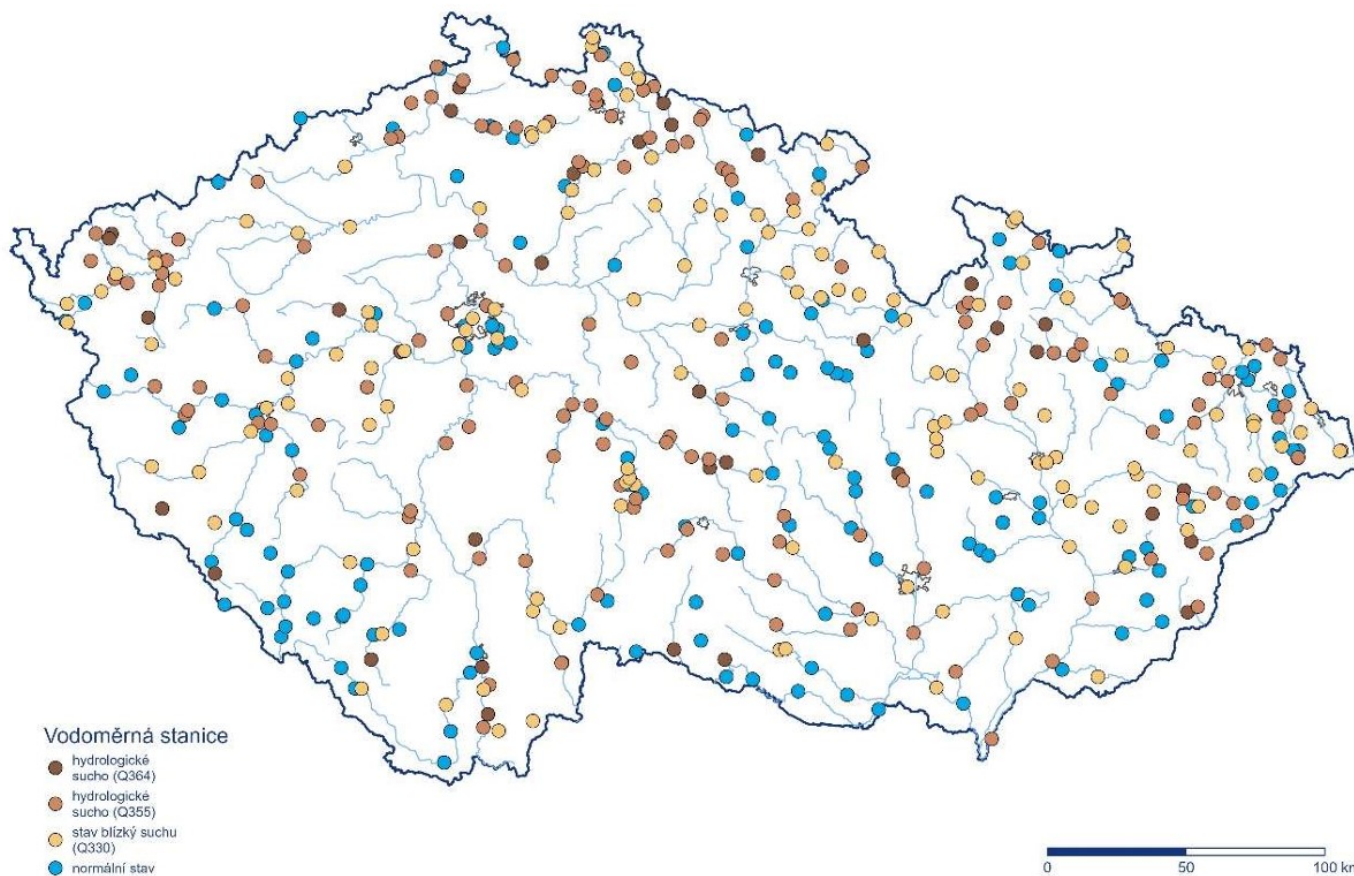 Vodoměrná stanice
hydrologické
sucho (Q364)
hydrologické
sucho (Q355)
stav blízký suchu
(Q330)
normální stav
0 50 100 km